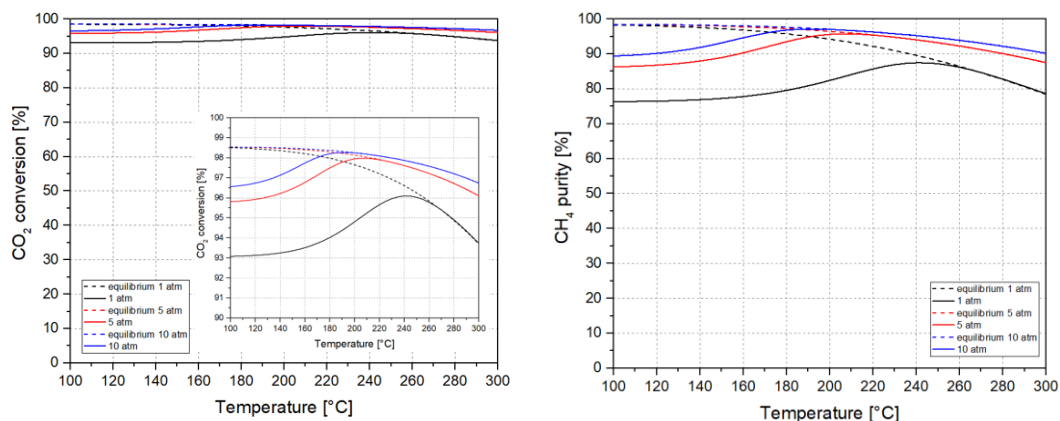 CO2 conversion [%]
100
90
80
70
60
50
40
30
20
10
0
100 120 140 160 180 200 220 240 260 280 300
Temperature [°C]
equilibrium 1 atm
1 atm
equilibrium 5 atm
5 atm
equilibrium 10 atm
10 atm
CO2 conversion [%]
100
99
98
97
96
95
94
93
92
91
90
100 120 140 160 180 200 220 240 260 280 300
Temperature [°C]
CH4 purity [%]
100
90
80
70
60
50
40
30
20
10
0
100 120 140 160 180 200 220 240 260 280 300
Temperature [°C]
equilibrium 1 atm
1 atm
equilibrium 5 atm
5 atm
equilibrium 10 atm
10 atm